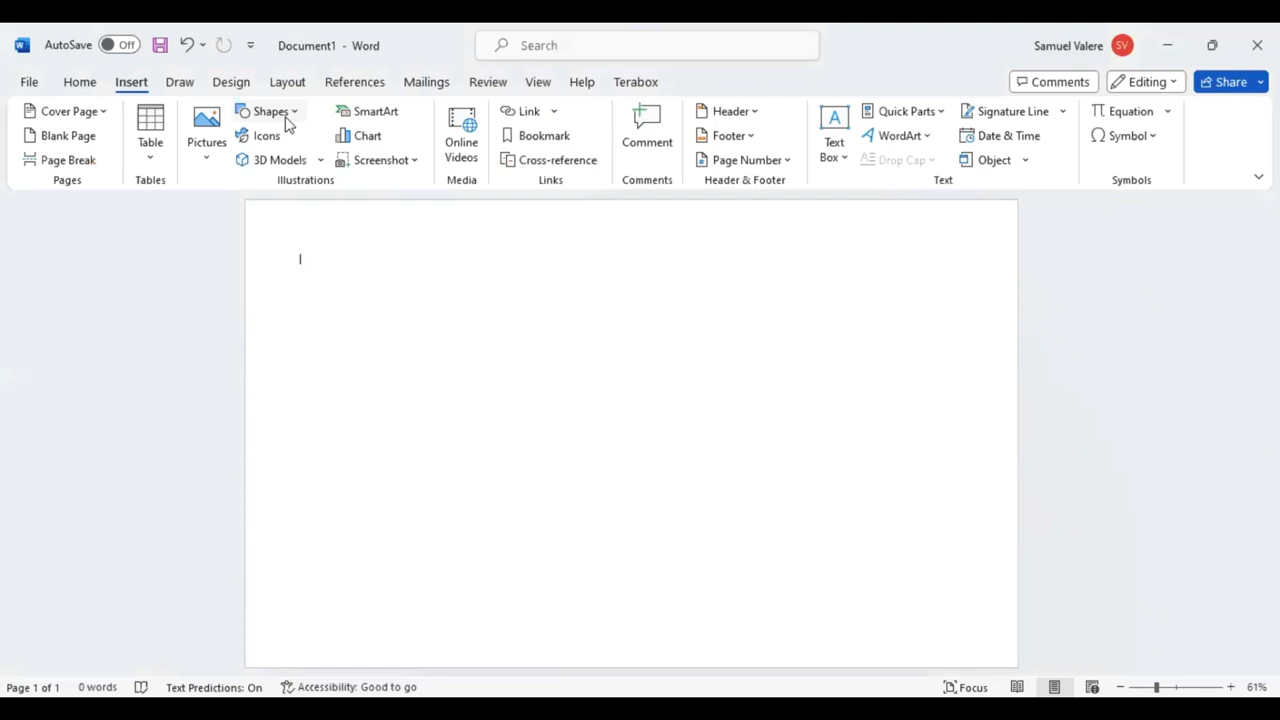 AutoSave Off Document1 - Word Search Samuel Valere SV
File Home Insert Draw Design Layout References Mailings Review View Help Terabox Comments Editing Share
Cover Page Shapes SmartArt Link Header Quick Parts Signature Line Equation
Blank Page Table Pictures Icons Chart Online Videos Bookmark Comment Footer Text Box WordArt Date & Time Symbol
Page Break 3D Models Screenshot Cross-reference Page Number Drop Cap Object
Pages Tables Illustrations Media Links Comments Header & Footer Text Symbols
Page 1 of 1 0 words Text Predictions: On Accessibility: Good to go Focus 61%